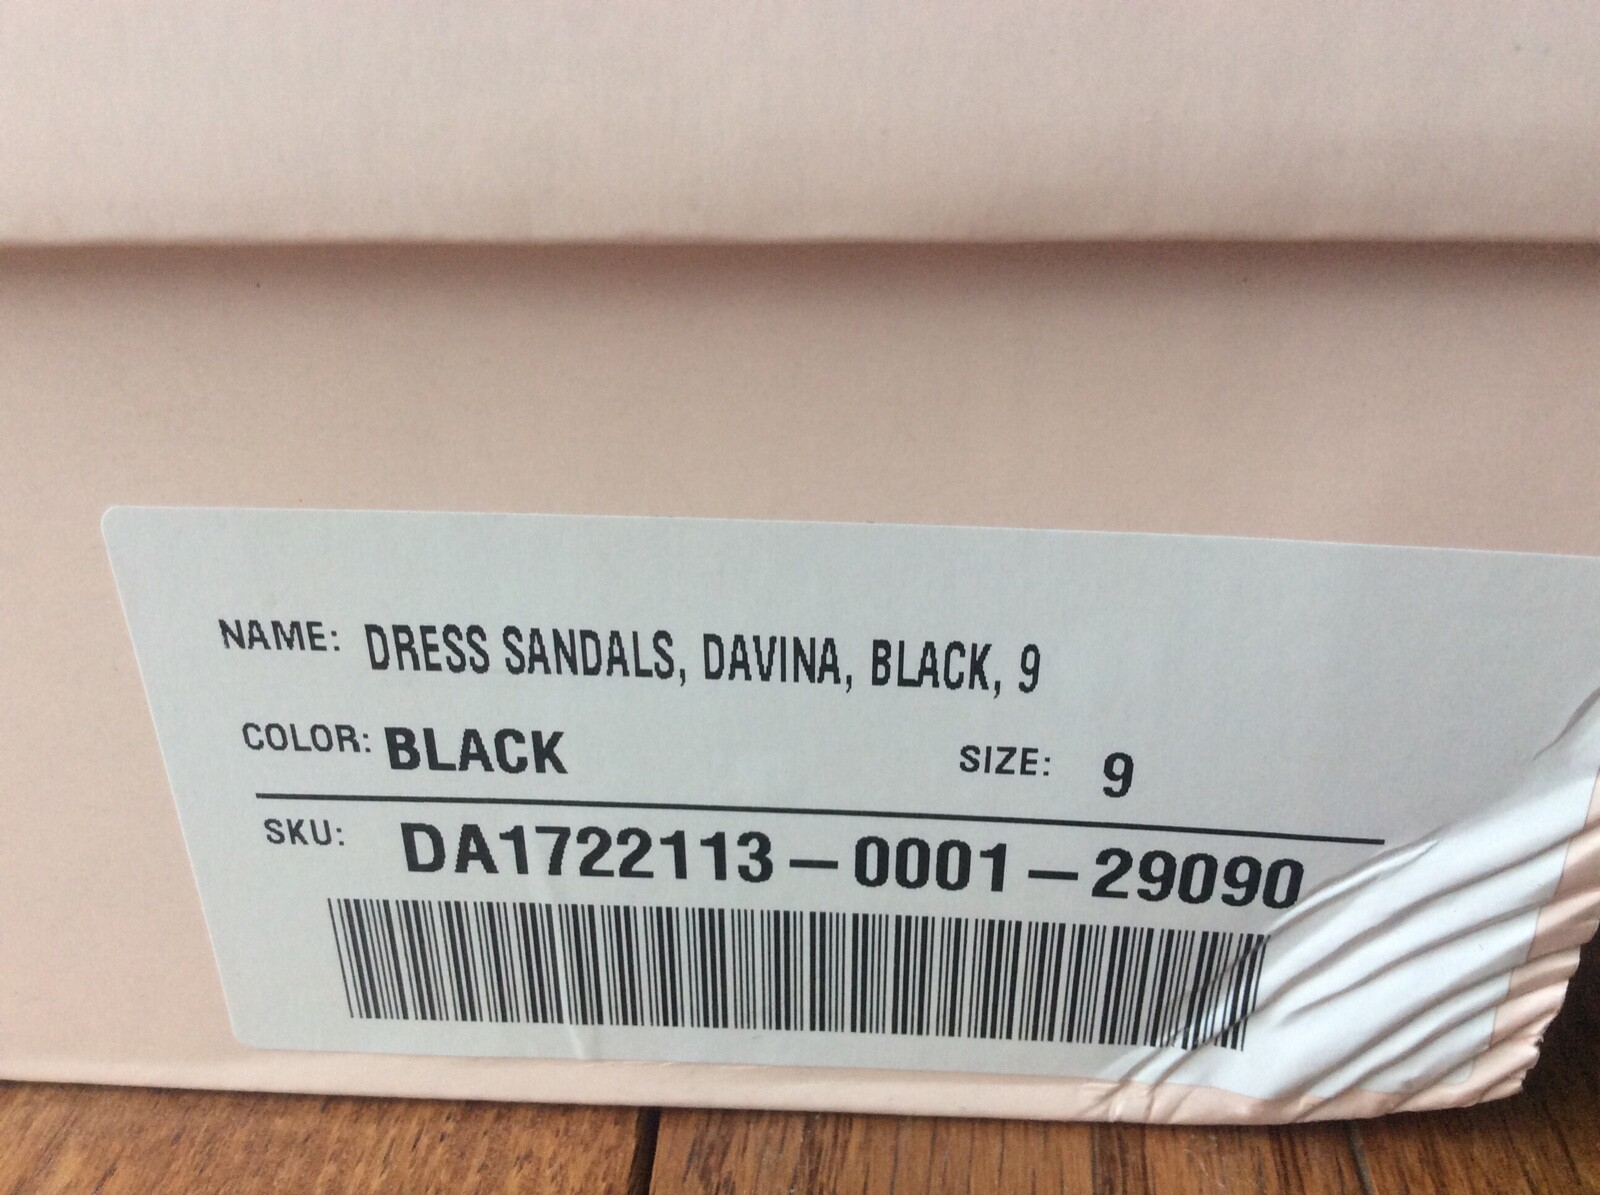 NAME: DRESS SANDALS, DAVINA, BLACK, 9
COLOR: BLACK SIZE: 9
SKU: DA1722113-0001-29090